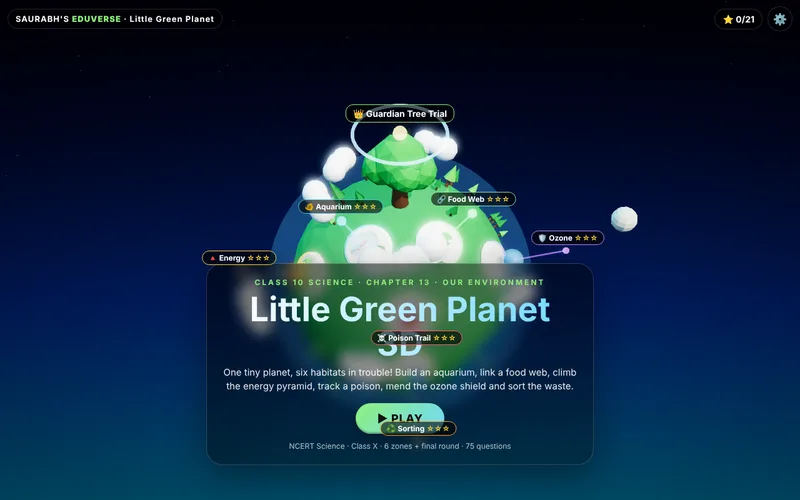 SAURABH'S EDUVERSE · Little Green Planet
⭐ 0/21
👑 Guardian Tree Trial
🐠 Aquarium ☆☆☆
🔗 Food Web ☆☆☆
🛡️ Ozone ☆☆☆
🔺 Energy ☆☆☆
CLASS 10 SCIENCE · CHAPTER 13 · OUR ENVIRONMENT
Little Green Planet
☠️ Poison Trail ☆☆☆
3D
One tiny planet, six habitats in trouble! Build an aquarium, link a food web, climb
the energy pyramid, track a poison, mend the ozone shield and sort the waste.
▶ PLAY
♻️ Sorting ☆☆☆
NCERT Science · Class X · 6 zones + final round · 75 questions